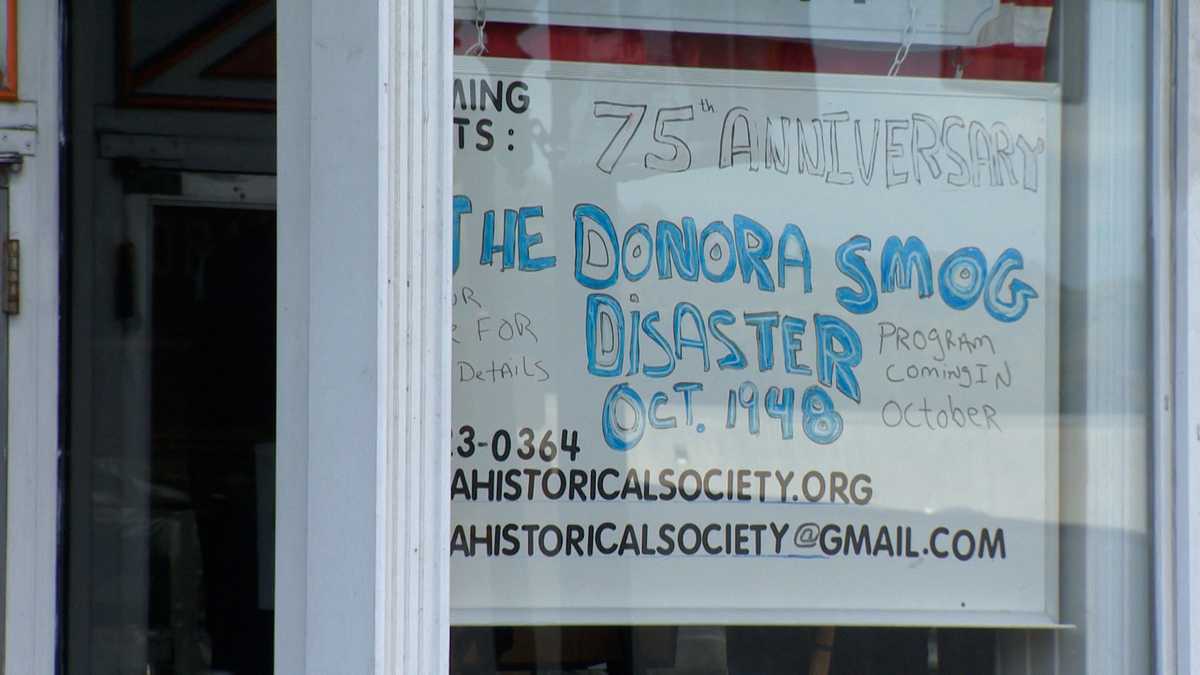 MING
TS:
75th ANNIVERSARY
THE DONORA SMOG
DISASTER
OCT. 1948
OR
FOR
DETAILS
PROGRAM
COMING IN
OCTOBER
3-0364
AHISTORICALSOCIETY.ORG
AHISTORICALSOCIETY@GMAIL.COM